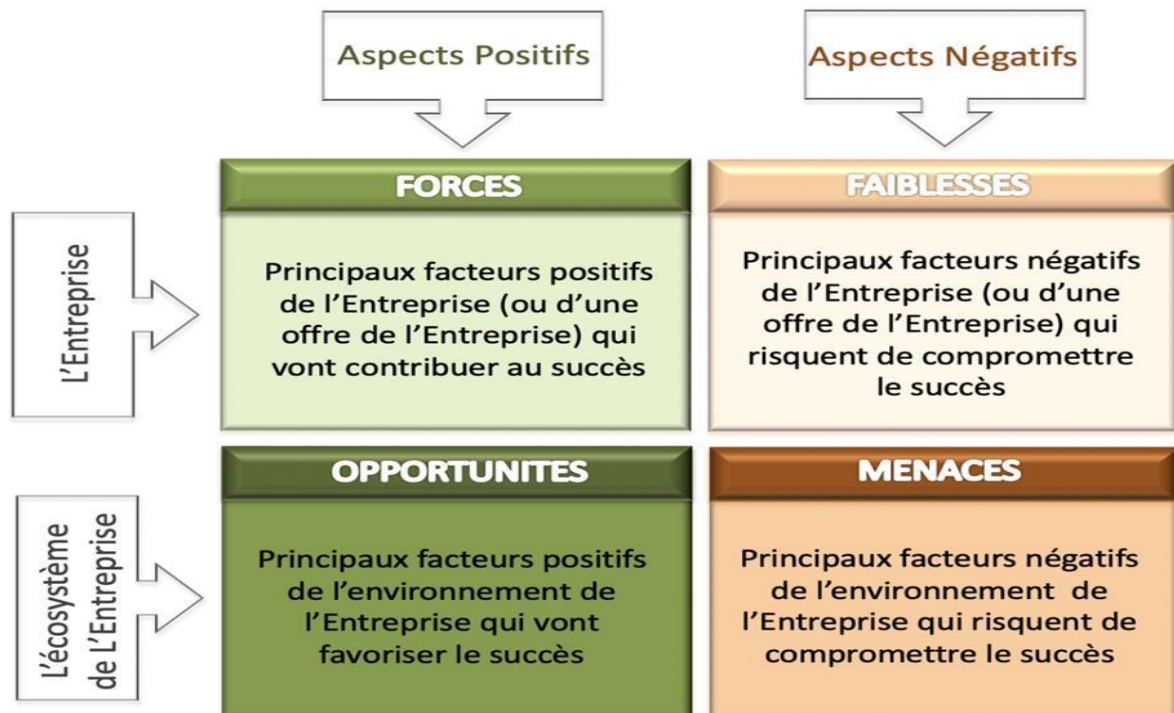 Aspects Positifs
Aspects Négatifs
L'Entreprise
FORCES
Principaux facteurs positifs
de l'Entreprise (ou d'une
offre de l'Entreprise) qui
vont contribuer au succès
FAIBLESSES
Principaux facteurs négatifs
de l'Entreprise (ou d'une
offre de l'Entreprise) qui
risquent de compromettre
le succès
L'écosystème
de L'Entreprise
OPPORTUNITES
Principaux facteurs positifs
de l'environnement de
l'Entreprise qui vont
favoriser le succès
MENACES
Principaux facteurs négatifs
de l'environnement de
l'Entreprise qui risquent de
compromettre le succès